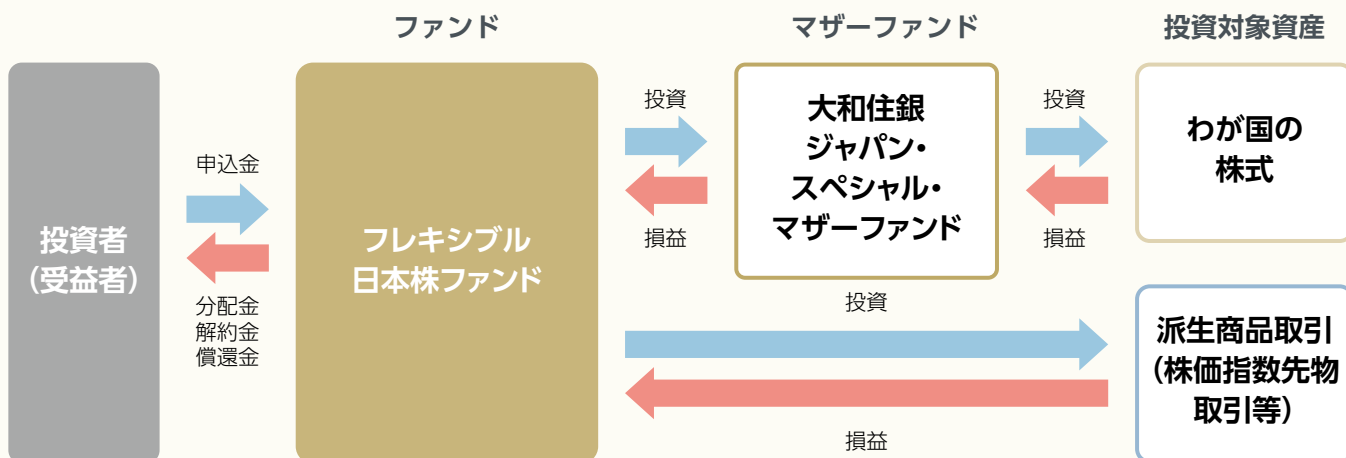 ファンド
マザーファンド
投資対象資産
投資者
（受益者）
申込金
分配金
解約金
償還金
フレキシブル
日本株ファンド
投資
損益
大和住銀
ジャパン・
スペシャル・
マザーファンド
投資
損益
わが国の
株式
投資
損益
派生商品取引
（株価指数先物
取引等）